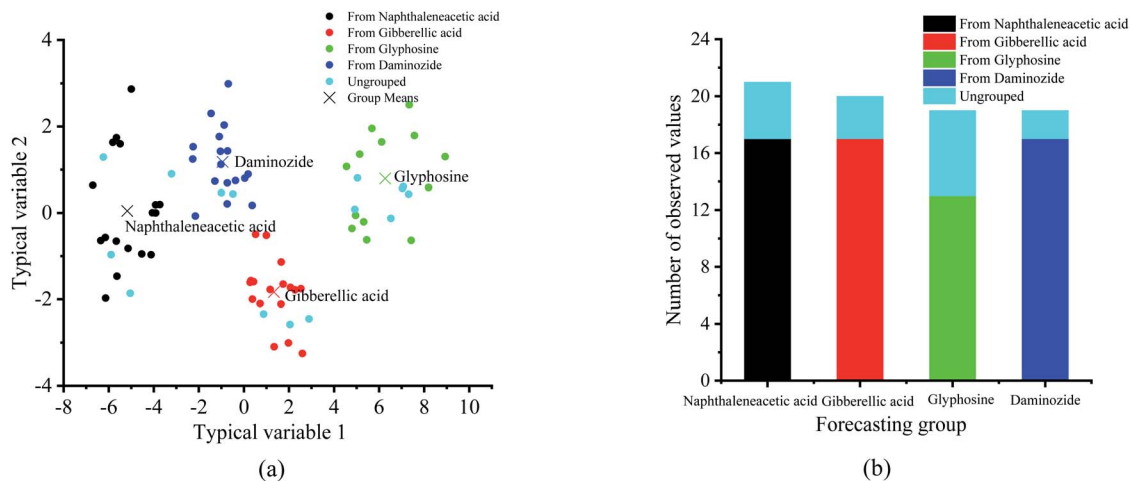 From Naphthaleneacetic acid
From Gibberellic acid
From Glyphosine
From Daminozide
Ungrouped
Group Means
4
2
0
-2
-4
Typical variable 2
Daminozide
Glyphosine
Naphthaleneacetic acid
Gibberellic acid
-8 -6 -4 -2 0 2 4 6 8 10
Typical variable 1
(a)
From Naphthaleneacetic acid
From Gibberellic acid
From Glyphosine
From Daminozide
Ungrouped
24
20
16
12
8
4
0
Number of observed values
Naphthaleneacetic acid Gibberellic acid Glyphosine Daminozide
Forecasting group
(b)